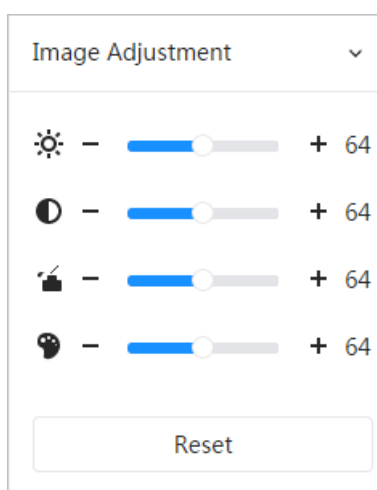 Image Adjustment
- + 64
- + 64
- + 64
- + 64
Reset